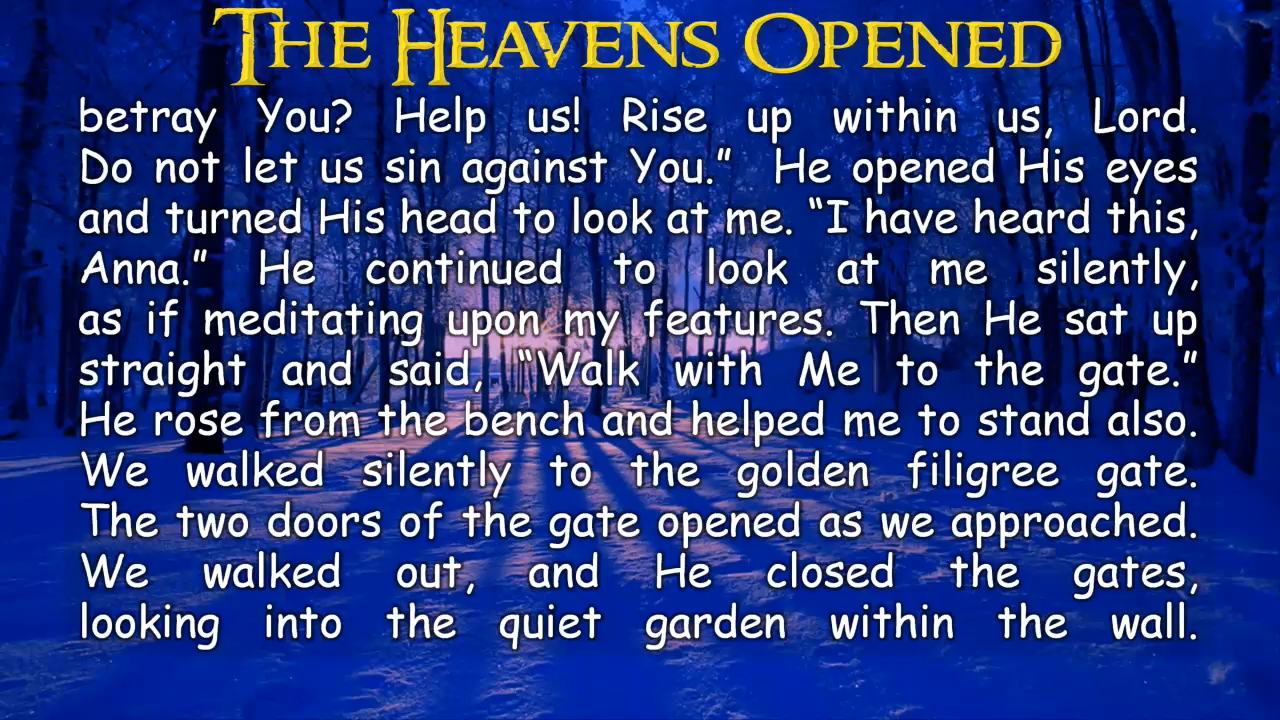 THE HEAVENS OPENED
betray You? Help us! Rise up within us, Lord.
Do not let us sin against You.” He opened His eyes
and turned His head to look at me. “I have heard this,
Anna.” He continued to look at me silently,
as if meditating upon my features. Then He sat up
straight and said, “Walk with Me to the gate.”
He rose from the bench and helped me to stand also.
We walked silently to the golden filigree gate.
The two doors of the gate opened as we approached.
We walked out, and He closed the gates,
looking into the quiet garden within the wall.